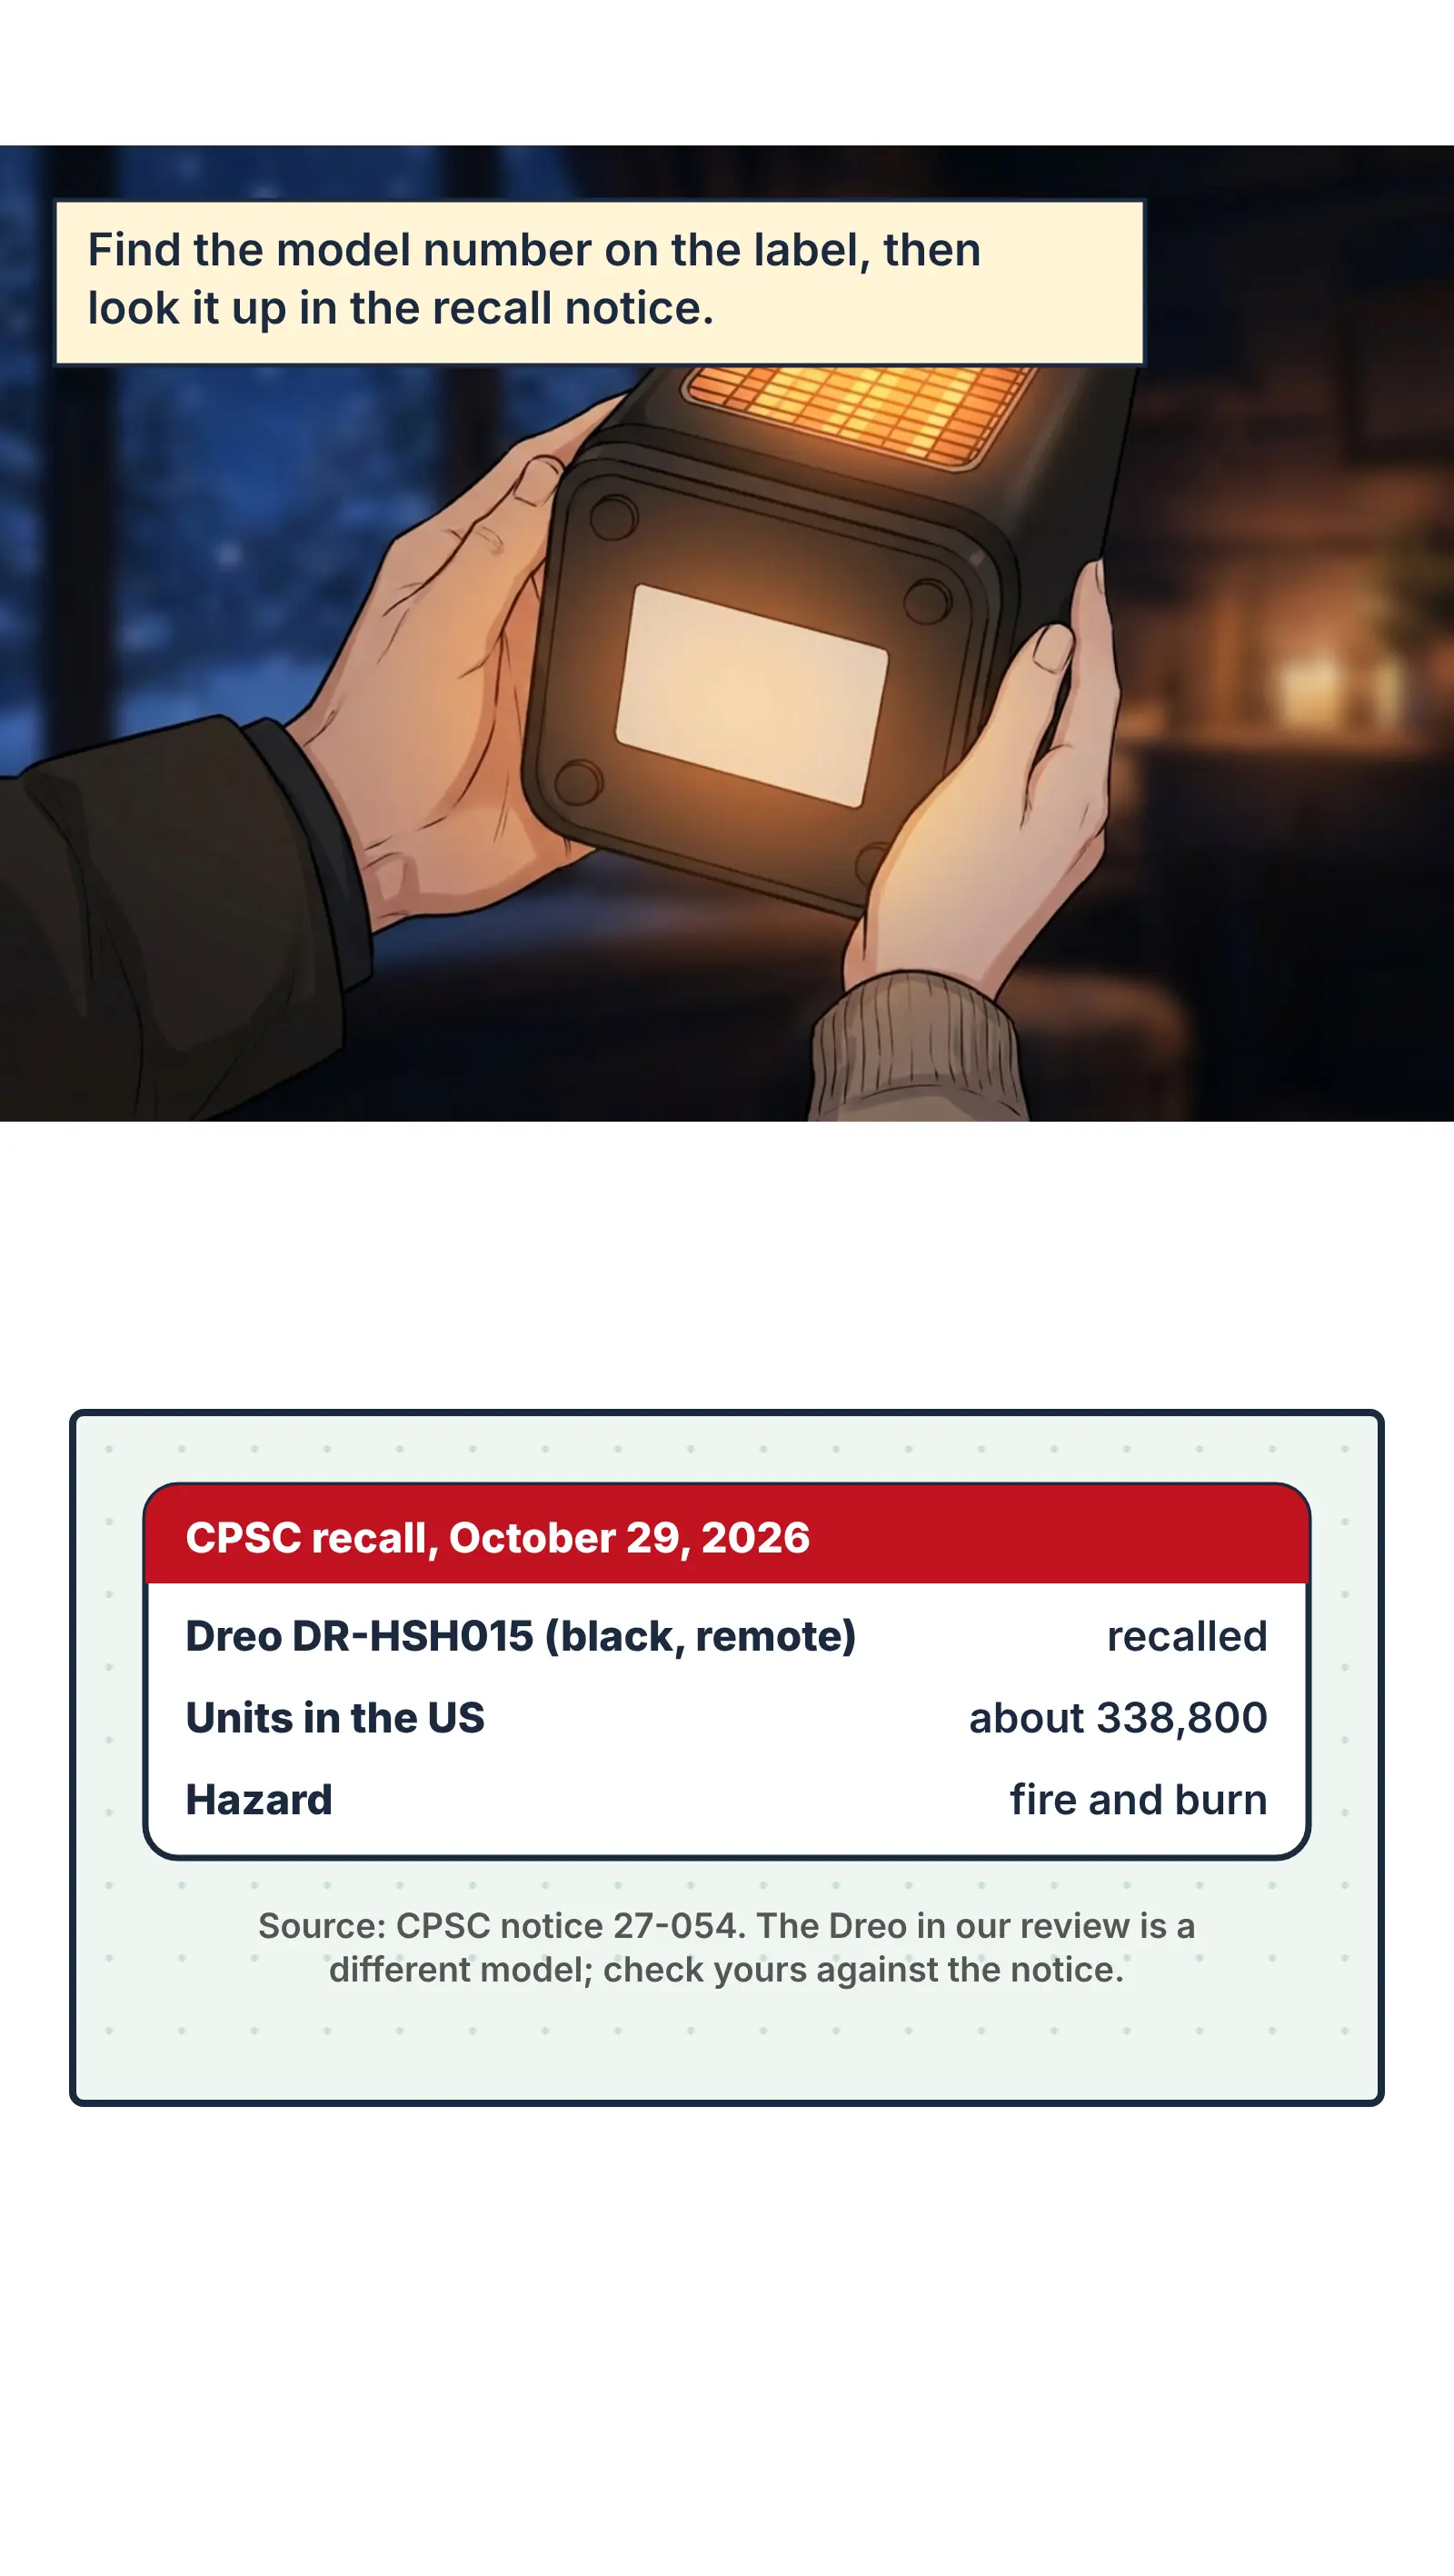 Find the model number on the label, then
look it up in the recall notice.
CPSC recall, October 29, 2026
Dreo DR-HSH015 (black, remote) recalled
Units in the US about 338,800
Hazard fire and burn
Source: CPSC notice 27-054. The Dreo in our review is a
different model; check yours against the notice.